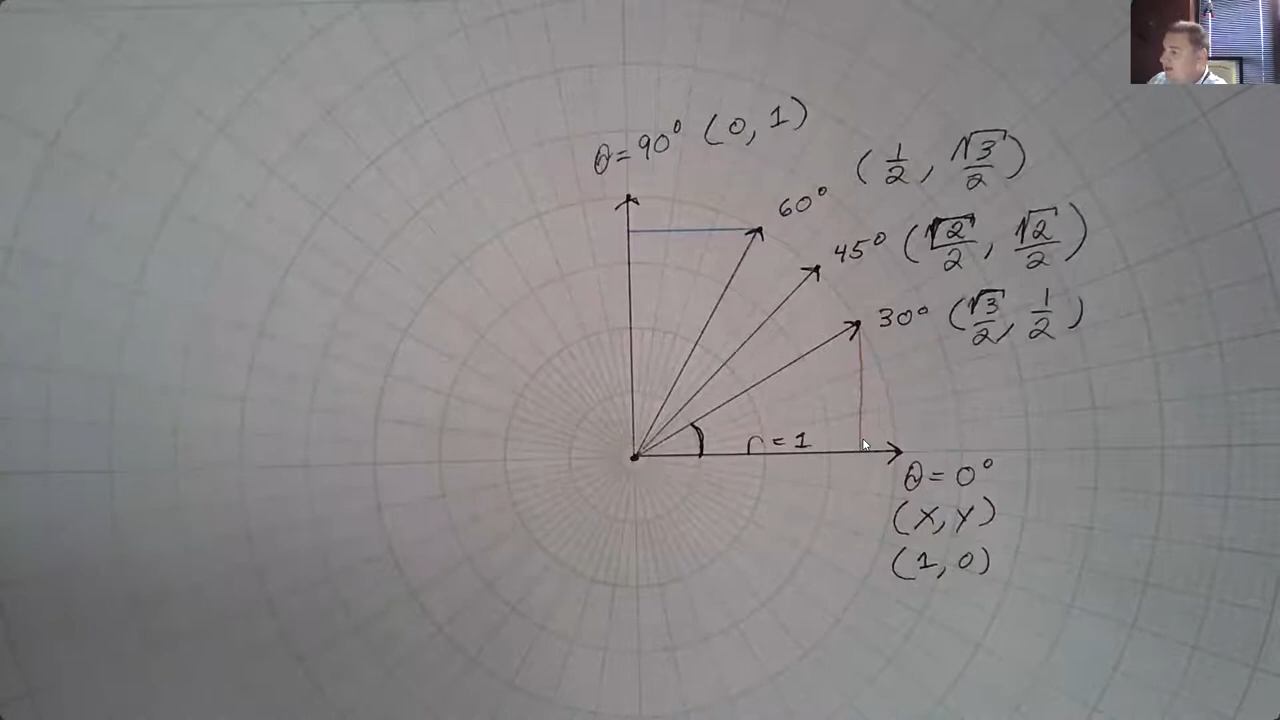 θ = 90° (0, 1)
60° (1/2, √3/2)
45° (√2/2, √2/2)
30° (√3/2, 1/2)
r = 1
θ = 0°
(X, Y)
(1, 0)